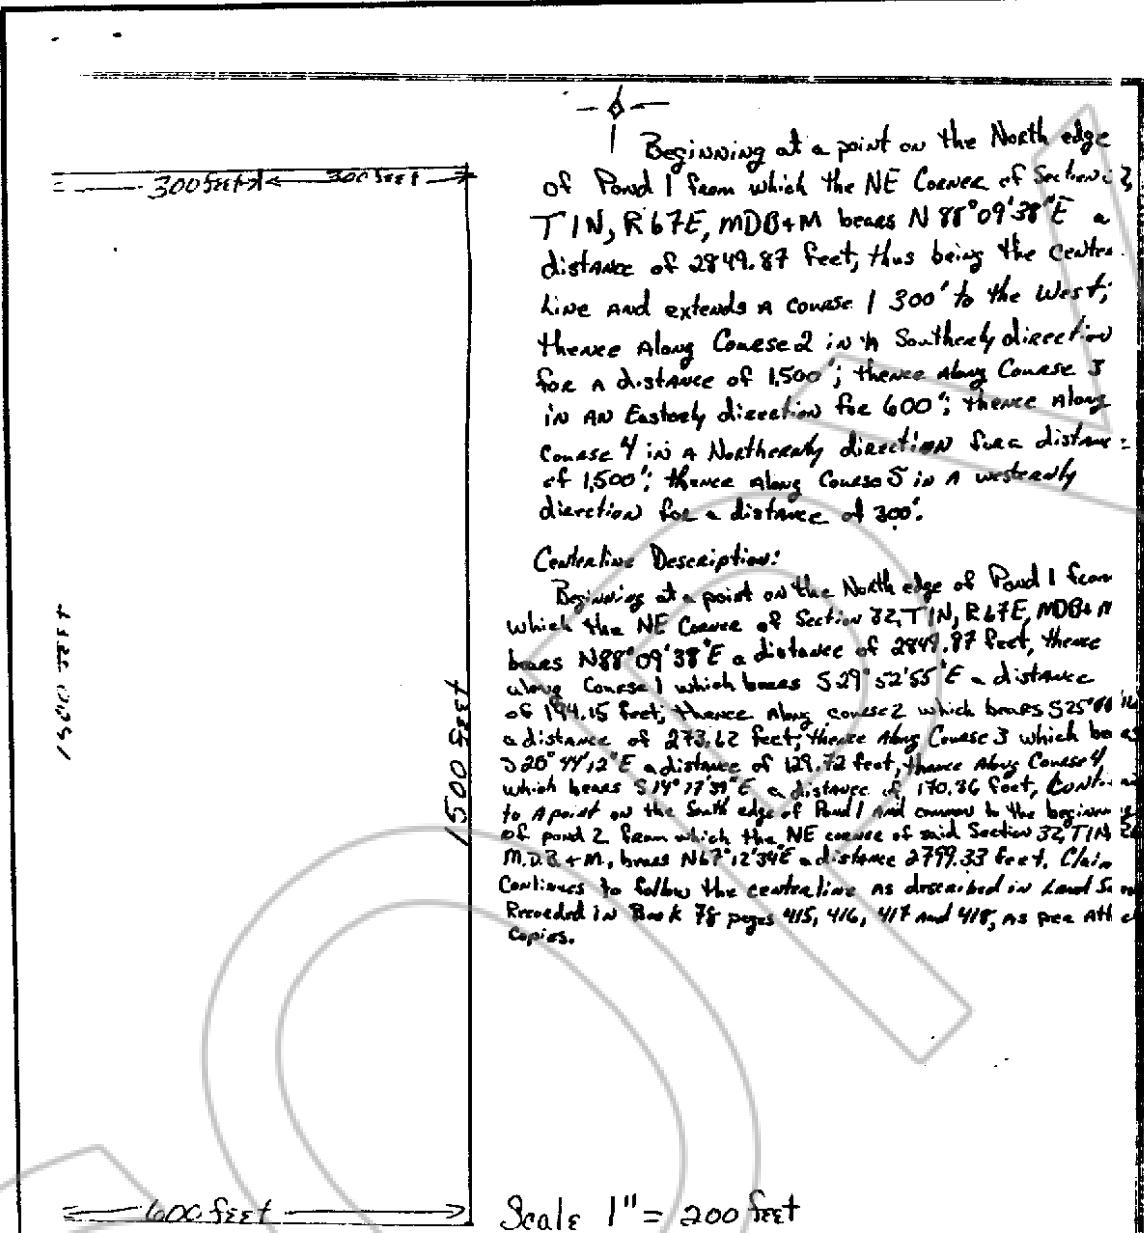 300 feet
300 feet
Beginning at a point on the North edge
of Pond 1 from which the NE Corner of Section
T1N, R67E, MDB+M bears N 88°09'38"E a
distance of 2849.87 feet, thus being the Center
Line and extends a course 1 300' to the West;
thence Along Course 2 in a Southerly direction
for a distance of 1,500'; thence Along Course 3
in an Easterly direction for 600'; thence Along
Course 4 in a Northernly direction for a distance
of 1,500'; thence Along Course 5 in a westernly
direction for a distance of 300'.
Centerline Description:
Beginning at a point on the North edge of Pond 1 from
which the NE Corner of Section 32, T1N, R67E, MDB+M
bears N88°09'38"E a distance of 2849.87 feet, thence
along Course 1 which bears S29°52'55"E a distance
of 194.15 feet; thence Along course 2 which bears
a distance of 273.62 feet; thence Along Course 3 which
S20°44'12"E a distance of 129.72 feet, thence Along Course 4,
which bears E a distance of 170.36 feet,
to A point on the South edge of Pond 1 and common to the
of pond 2 from which the NE corner of said Section 32, T1N
M.D.B+M, bears N67°12'34"E a distance 2799.33 feet. Claim
Continues to follow the centerline as described in Land
Recorded in Book 78 pages 415, 416, 417 and 418, as per
Copies.
1500 feet
1500 feet
600 feet
Scale 1" = 200 feet